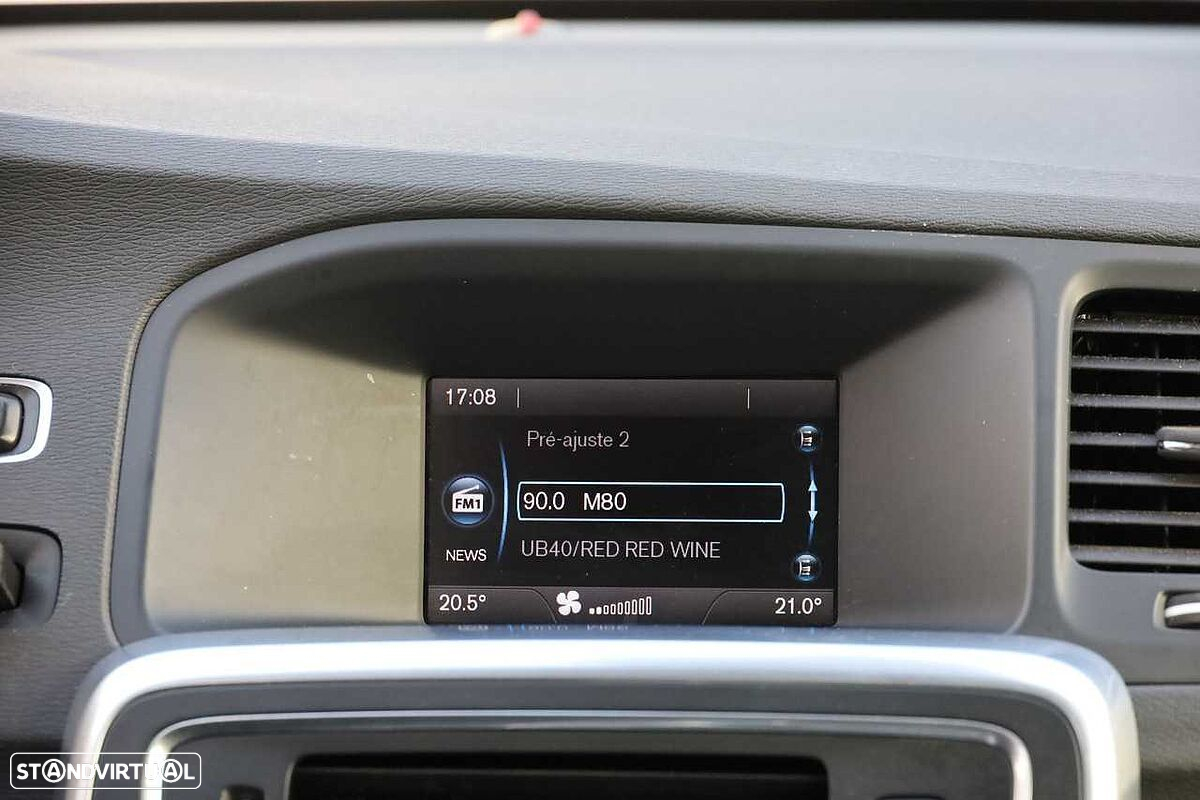 17:08
Pré-ajuste 2
FM1
90.0 M80
NEWS
UB40/RED RED WINE
20.5°
21.0°
STANDVIRTUAL